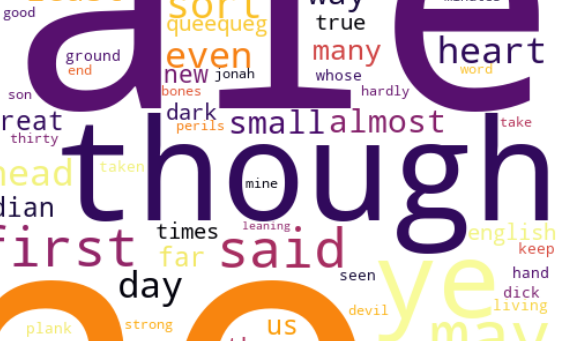 good
sort
way
minutes
queequeg
true
ground
end
even
many
heart
word
new
jonah
whose
son
bones
hardly
dark
reat
perils
small
almost
take
thirty
though
head
taken
mine
dian
times
leaning
english
first
said
far
keep
day
seen
ye
hand
dick
living
devil
plank
strong
us
may